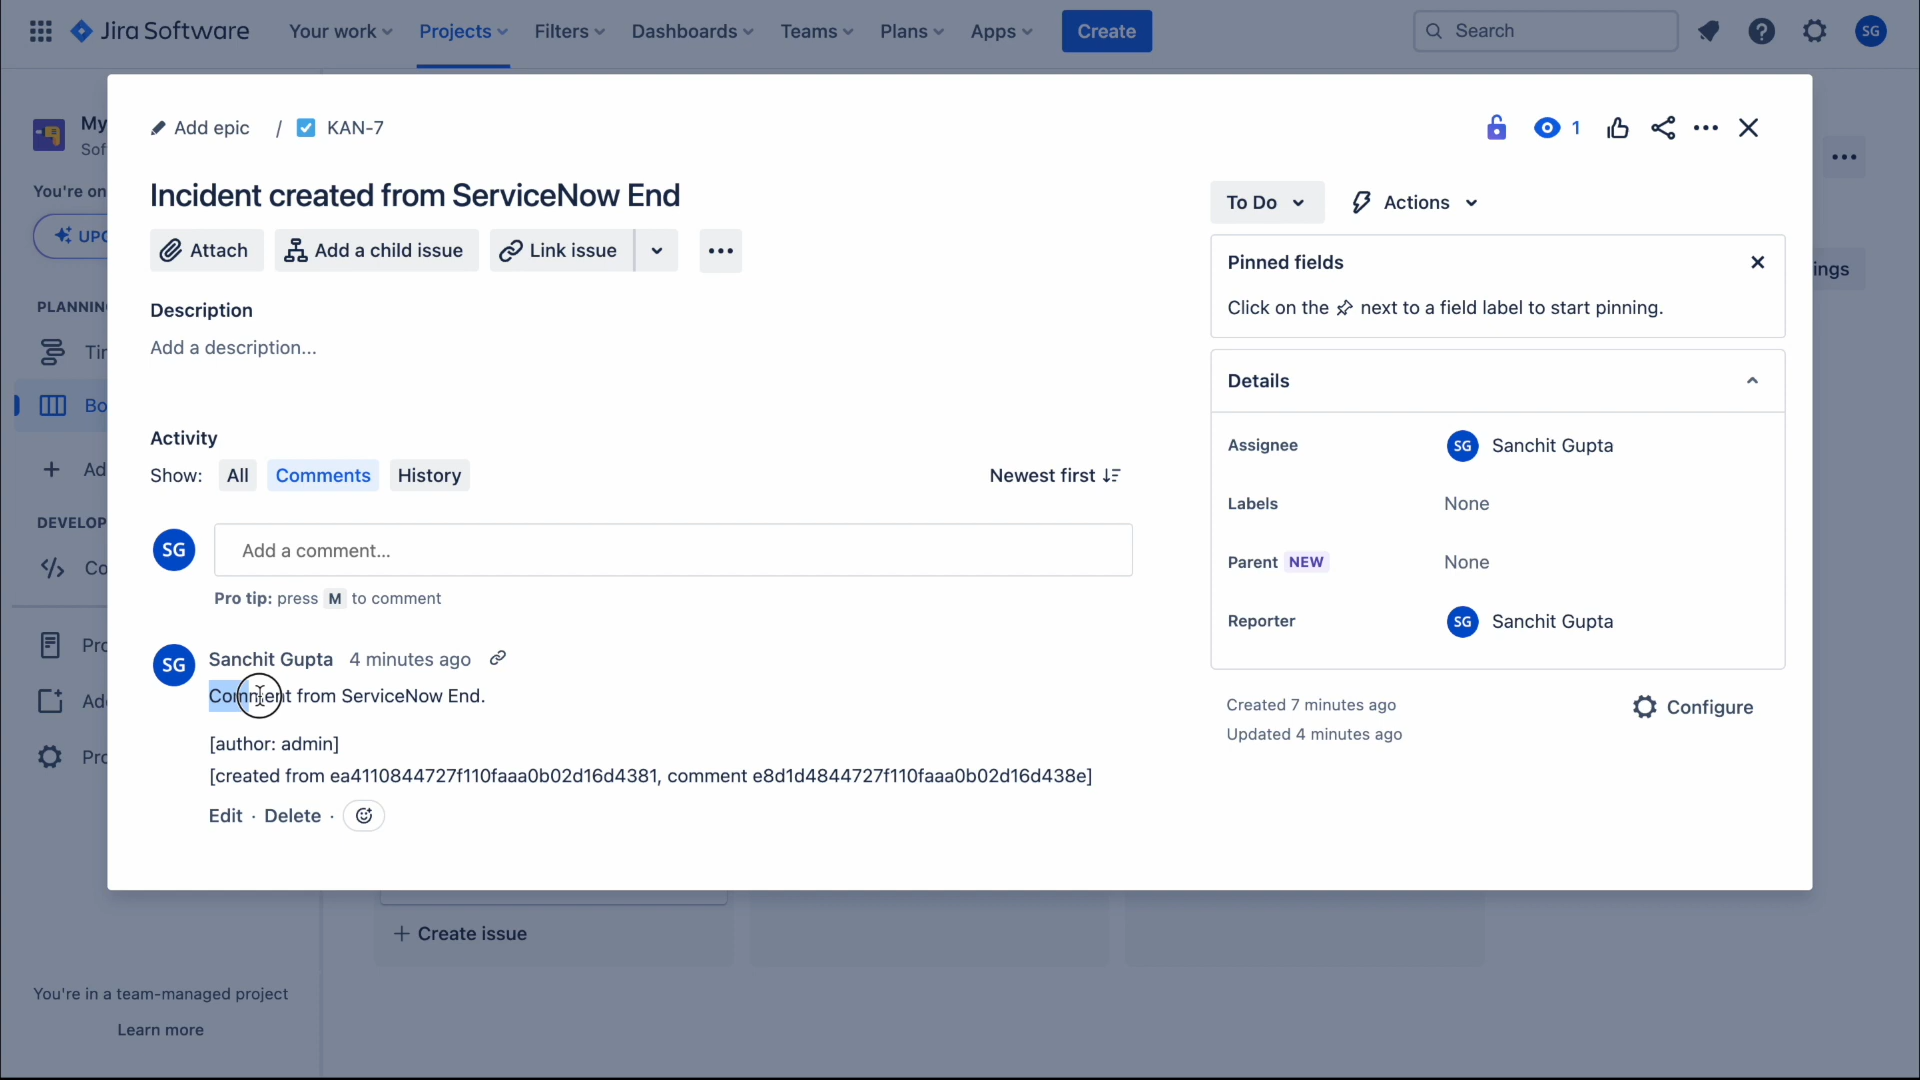 Jira Software Your work Projects Filters Dashboards Teams Plans Apps Create Search SG
My
Sof
You're on
UPG
PLANNIN
Tir
Bo
Ad
DEVELOP
Co
Pro
Add
Pro
You're in a team-managed project
Learn more
Add epic / KAN-7 1
Incident created from ServiceNow End
Attach Add a child issue Link issue
Description
Add a description...
Activity
Show: All Comments History Newest first
SG Add a comment...
Pro tip: press M to comment
SG Sanchit Gupta 4 minutes ago
Comment from ServiceNow End.
[author: admin]
[created from ea4110844727f110faaa0b02d16d4381, comment e8d1d4844727f110faaa0b02d16d438e]
Edit · Delete ·
To Do Actions
Pinned fields
Click on the next to a field label to start pinning.
Details
Assignee SG Sanchit Gupta
Labels None
Parent NEW None
Reporter SG Sanchit Gupta
Created 7 minutes ago
Updated 4 minutes ago
Configure
ings
+ Create issue